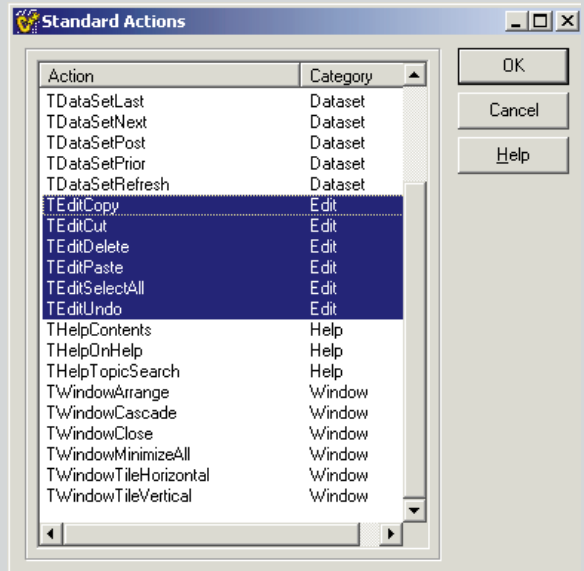 Standard Actions
Action Category
TDataSetLast Dataset
TDataSetNext Dataset
TDataSetPost Dataset
TDataSetPrior Dataset
TDataSetRefresh Dataset
TEditCopy Edit
TEditCut Edit
TEditDelete Edit
TEditPaste Edit
TEditSelectAll Edit
TEditUndo Edit
THelpContents Help
THelpOnHelp Help
THelpTopicSearch Help
TWindowArrange Window
TWindowCascade Window
TWindowClose Window
TWindowMinimizeAll Window
TWindowTileHorizontal Window
TWindowTileVertical Window
OK
Cancel
Help